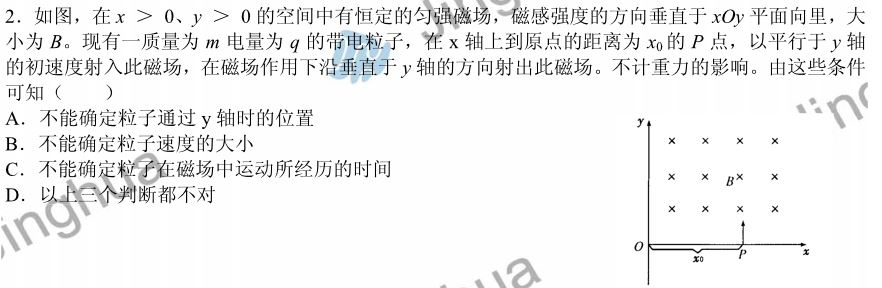 2．如图，在 x ＞ 0、y ＞ 0 的空间中有恒定的匀强磁场，磁感强度的方向垂直于 xOy 平面向里，大
小为 B。现有一质量为 m 电量为 q 的带电粒子，在 x 轴上到原点的距离为 x₀ 的 P 点，以平行于 y 轴
的初速度射入此磁场，在磁场作用下沿垂直于 y 轴的方向射出此磁场。不计重力的影响。由这些条件
可知（　　）
A．不能确定粒子通过 y 轴时的位置
B．不能确定粒子速度的大小
C．不能确定粒子在磁场中运动所经历的时间
D．以上三个判断都不对
y
× × × ×
× × B× ×
× × × ×
O P x
x₀
inghua